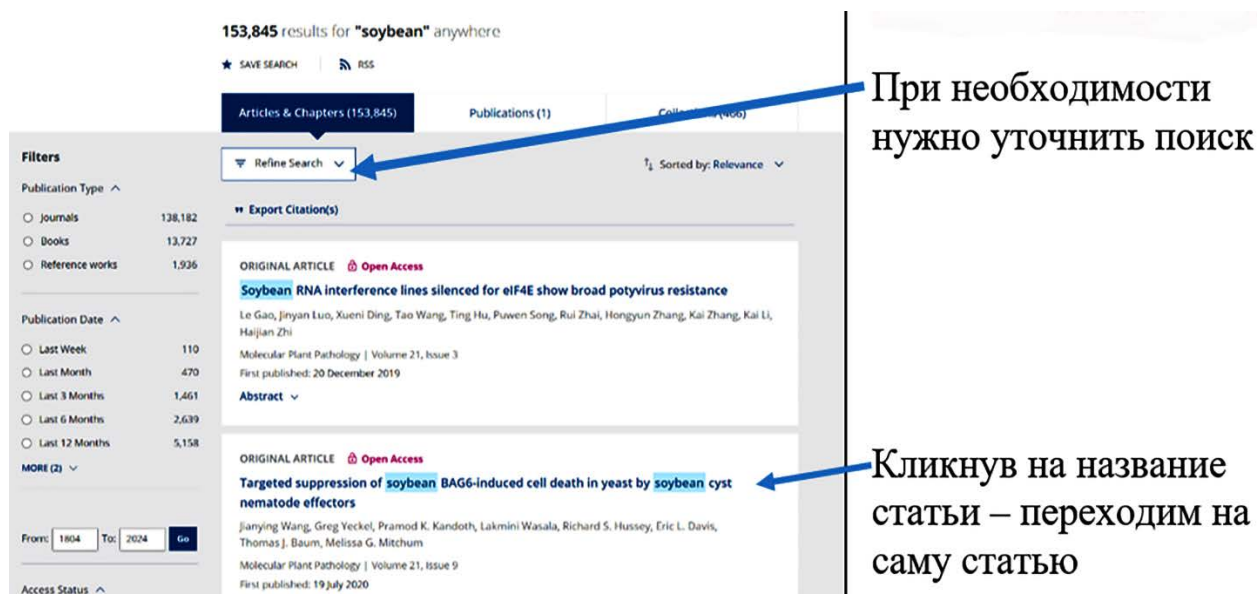 153,845 results for "soybean" anywhere
SAVE SEARCH RSS
Articles & Chapters (153,845) Publications (1) (466)
Filters
Refine Search
Sorted by: Relevance
Publication Type
Export Citation(s)
Journals 138,182
Books 13,727
Reference works 1,936
ORIGINAL ARTICLE Open Access
Soybean RNA interference lines silenced for eIF4E show broad potyvirus resistance
Le Gao, Jinyan Luo, Xueni Ding, Tao Wang, Ting Hu, Puwen Song, Rui Zhai, Hongyun Zhang, Kai Zhang, Kai Li,
Haijian Zhi
Molecular Plant Pathology | Volume 21, Issue 3
First published: 20 December 2019
Abstract
Publication Date
Last Week 110
Last Month 470
Last 3 Months 1,461
Last 6 Months 2,639
Last 12 Months 5,158
MORE (2)
ORIGINAL ARTICLE Open Access
Targeted suppression of soybean BAG6-induced cell death in yeast by soybean cyst
nematode effectors
Jianying Wang, Greg Yeckel, Pramod K. Kandoth, Lakmini Wasala, Richard S. Hussey, Eric L. Davis,
Thomas J. Baum, Melissa G. Mitchum
Molecular Plant Pathology | Volume 21, Issue 9
First published: 19 July 2020
From: 1804 To: 2024 Go
Access Status
При необходимости
нужно уточнить поиск
Кликнув на название
статьи – переходим на
саму статью